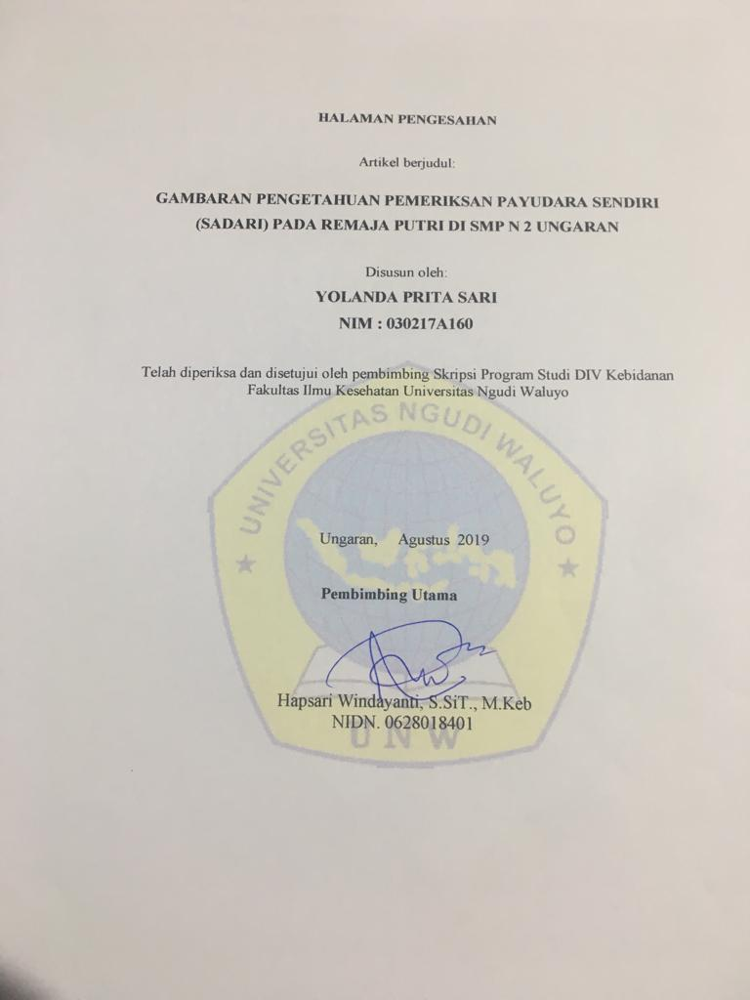 HALAMAN PENGESAHAN
Artikel berjudul:
GAMBARAN PENGETAHUAN PEMERIKSAN PAYUDARA SENDIRI
(SADARI) PADA REMAJA PUTRI DI SMP N 2 UNGARAN
Disusun oleh:
YOLANDA PRITA SARI
NIM : 030217A160
Telah diperiksa dan disetujui oleh pembimbing Skripsi Program Studi DIV Kebidanan
Fakultas Ilmu Kesehatan Universitas Ngudi Waluyo
UNIVERSITAS NGUDI WALUYO
Ungaran, Agustus 2019
Pembimbing Utama
Hapsari Windayanti, S.SiT., M.Keb
NIDN. 0628018401
UNW